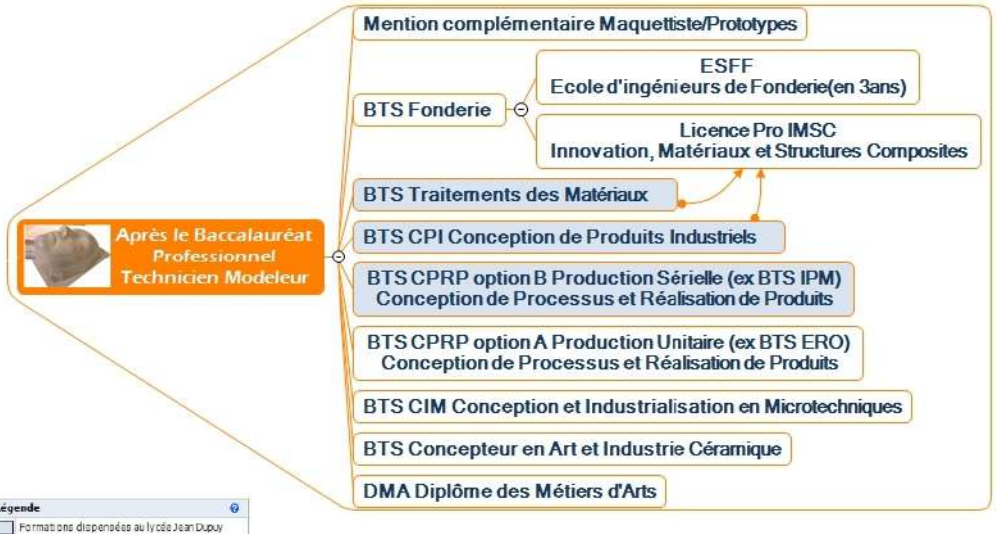 Mention complémentaire Maquettiste/Prototypes
ESFF
Ecole d'ingénieurs de Fonderie(en 3ans)
BTS Fonderie
Licence Pro IMSC
Innovation, Matériaux et Structures Composites
BTS Traitements des Matériaux
Après le Baccalauréat
Professionnel
Technicien Modeleur
BTS CPI Conception de Produits Industriels
BTS CPRP option B Production Sérielle (ex BTS IPM)
Conception de Processus et Réalisation de Produits
BTS CPRP option A Production Unitaire (ex BTS ERO)
Conception de Processus et Réalisation de Produits
BTS CIM Conception et Industrialisation en Microtechniques
BTS Concepteur en Art et Industrie Céramique
DMA Diplôme des Métiers d'Arts
égende
Formations dispensées au lycée Jean Dupuy